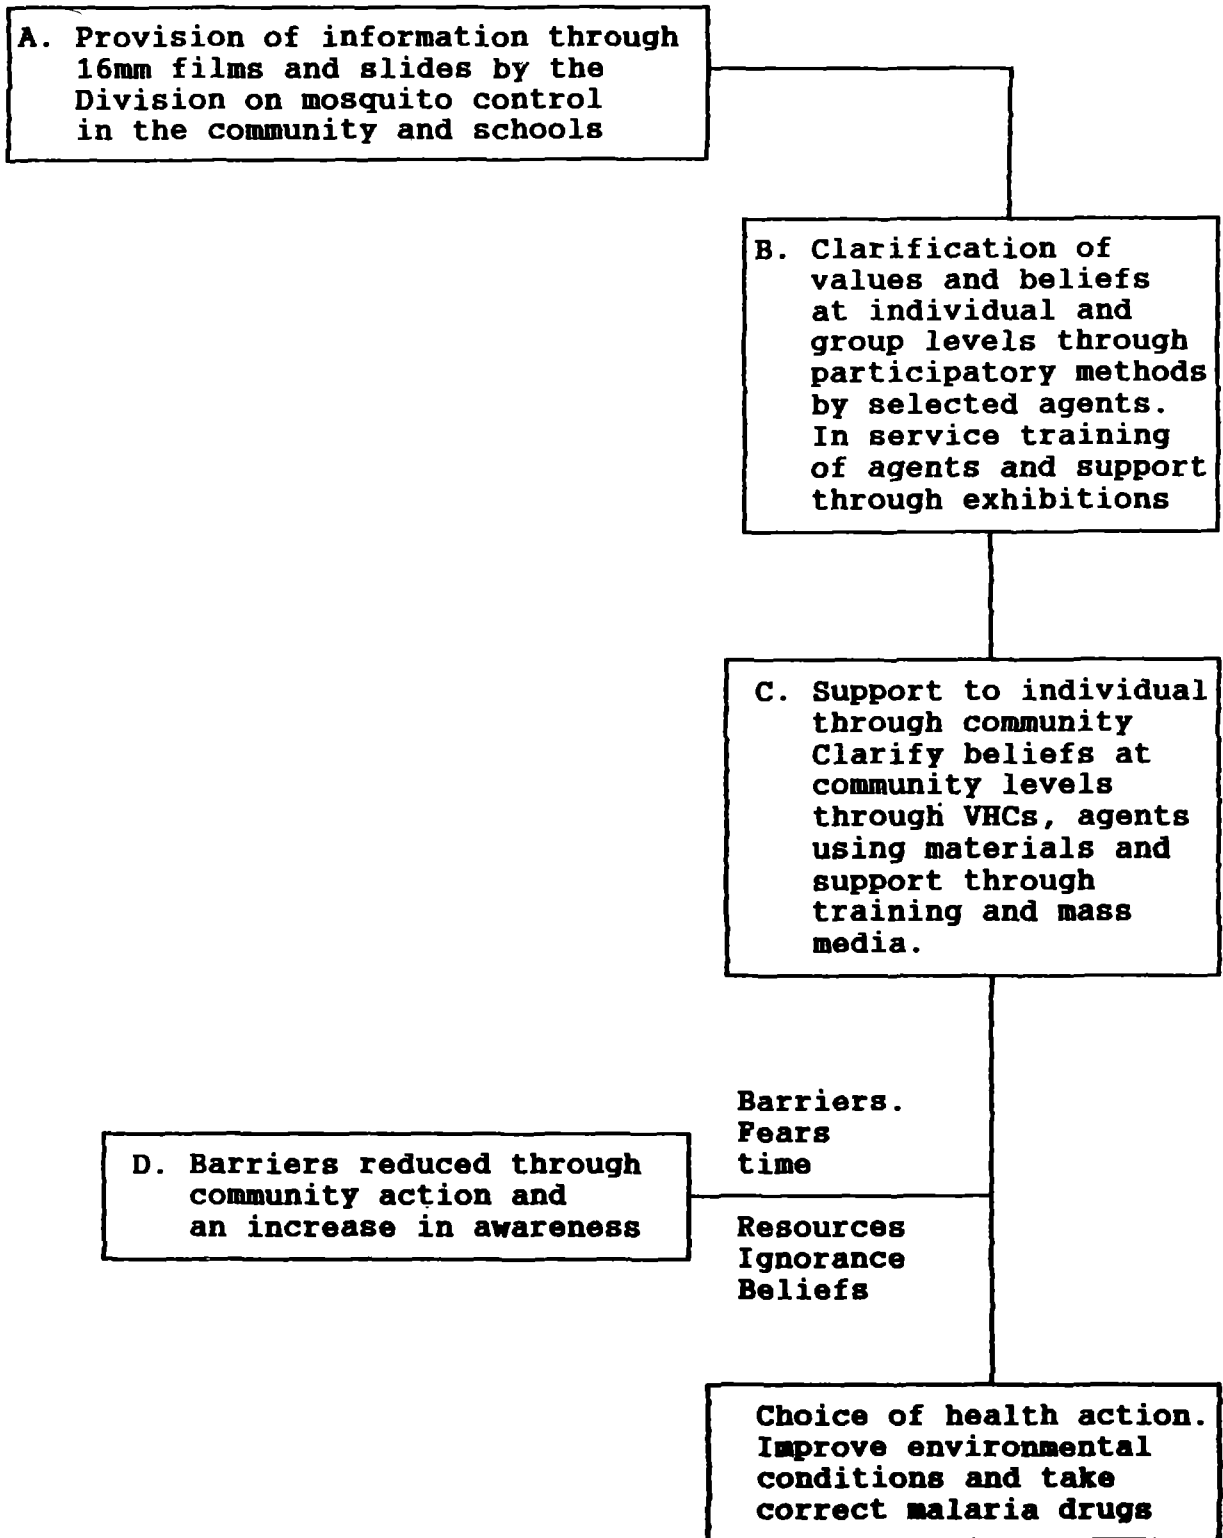 A. Provision of information through
16mm films and slides by the
Division on mosquito control
in the community and schools
B. Clarification of
values and beliefs
at individual and
group levels through
participatory methods
by selected agents.
In service training
of agents and support
through exhibitions
C. Support to individual
through community
Clarify beliefs at
community levels
through VHCs, agents
using materials and
support through
training and mass
media.
Barriers.
Fears
time
D. Barriers reduced through
community action and
an increase in awareness
Resources
Ignorance
Beliefs
Choice of health action.
Improve environmental
conditions and take
correct malaria drugs